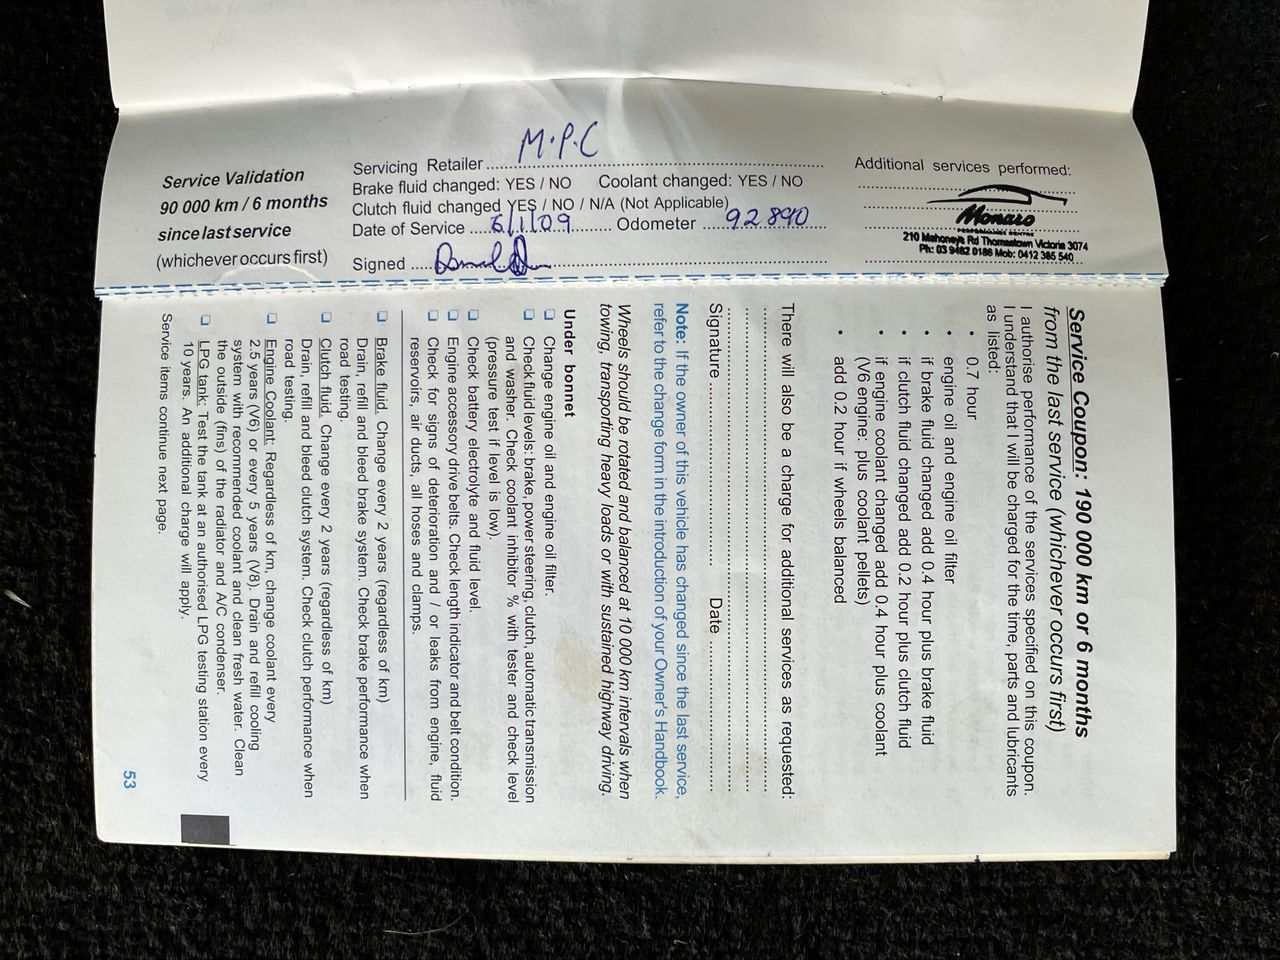 Service Validation
90 000 km / 6 months
since last service
(whichever occurs first)
Servicing Retailer M.P.C
Brake fluid changed: YES / NO Coolant changed: YES / NO
Clutch fluid changed YES / NO / N/A (Not Applicable)
Date of Service 6/1/09 Odometer 92890
Signed
Additional services performed:
Monaro
PERFORMANCE CENTRE
210 Mahoneys Rd Thomastown Victoria 3074
Ph: 03 9462 0186 Mob: 0412 385 540
Service Coupon: 190 000 km or 6 months
from the last service (whichever occurs first)
I authorise performance of the services specified on this coupon.
I understand that I will be charged for the time, parts and lubricants
as listed:
• 0.7 hour
• engine oil and engine oil filter
• if brake fluid changed add 0.4 hour plus brake fluid
• if clutch fluid changed add 0.2 hour plus clutch fluid
• if engine coolant changed add 0.4 hour plus coolant
(V6 engine: plus coolant pellets)
• add 0.2 hour if wheels balanced
There will also be a charge for additional services as requested:
Signature Date
Note: If the owner of this vehicle has changed since the last service,
refer to the change form in the introduction of your Owner's Handbook.
Wheels should be rotated and balanced at 10 000 km intervals when
towing, transporting heavy loads or with sustained highway driving.
Under bonnet
❑ Change engine oil and engine oil filter.
❑ Check fluid levels: brake, power steering, clutch, automatic transmission
and washer. Check coolant inhibitor % with tester and check level
(pressure test if level is low).
❑ Check battery electrolyte and fluid level.
❑ Engine accessory drive belts. Check length indicator and belt condition.
❑ Check for signs of deterioration and / or leaks from engine, fluid
reservoirs, air ducts, all hoses and clamps.
❑ Brake fluid. Change every 2 years (regardless of km)
Drain, refill and bleed brake system. Check brake performance when
road testing.
❑ Clutch fluid. Change every 2 years (regardless of km)
Drain, refill and bleed clutch system. Check clutch performance when
road testing.
❑ Engine Coolant: Regardless of km, change coolant every
2.5 years (V6) or every 5 years (V8). Drain and refill cooling
system with recommended coolant and clean fresh water. Clean
the outside (fins) of the radiator and A/C condenser.
❑ LPG tank: Test the tank at an authorised LPG testing station every
10 years. An additional charge will apply.
Service items continue next page.
53